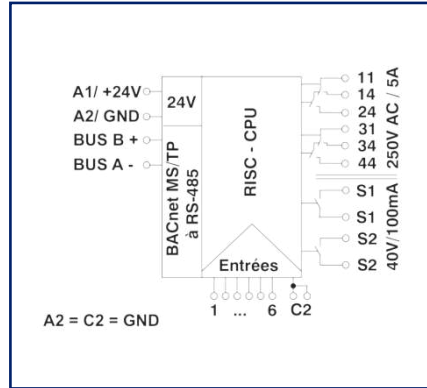 A1/ +24V
A2/ GND
BUS B +
BUS A -
24V
BACnet MS/TP
à RS-485
RISC - CPU
Entrées
11
14
24
31
34
44
250V AC / 5A
S1
S1
S2
S2
40V/100mA
1 ... 6 C2
A2 = C2 = GND